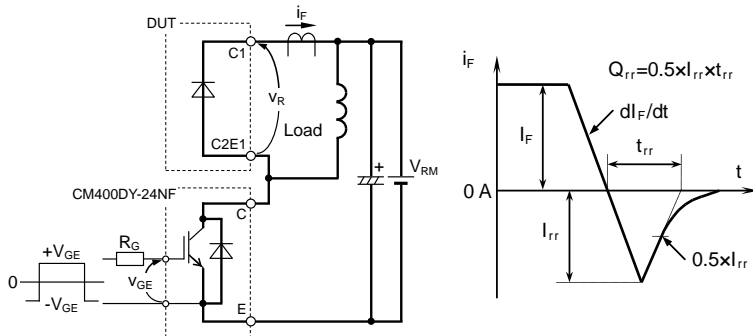 DUT
i_F
C1
v_R
Load
C2E1
+
V_RM
CM400DY-24NF
C
R_G
+V_GE
0
-V_GE
v_GE
E
i_F
Q_rr=0.5×I_rr×t_rr
dI_F/dt
I_F
t_rr
t
0 A
I_rr
0.5×I_rr